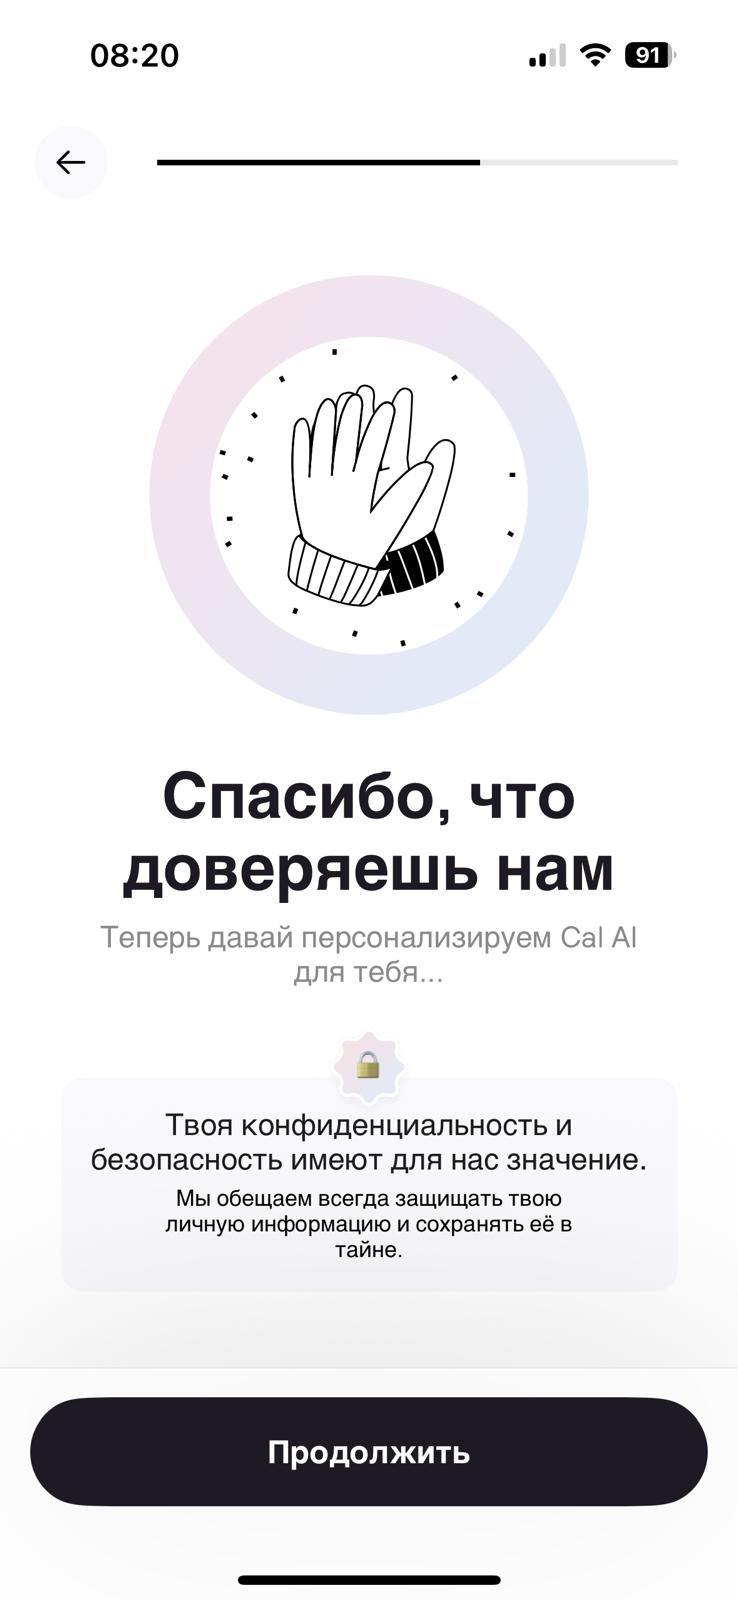 08:20
91
Спасибо, что
доверяешь нам
Теперь давай персонализируем Cal AI
для тебя...
Твоя конфиденциальность и
безопасность имеют для нас значение.
Мы обещаем всегда защищать твою
личную информацию и сохранять её в
тайне.
Продолжить